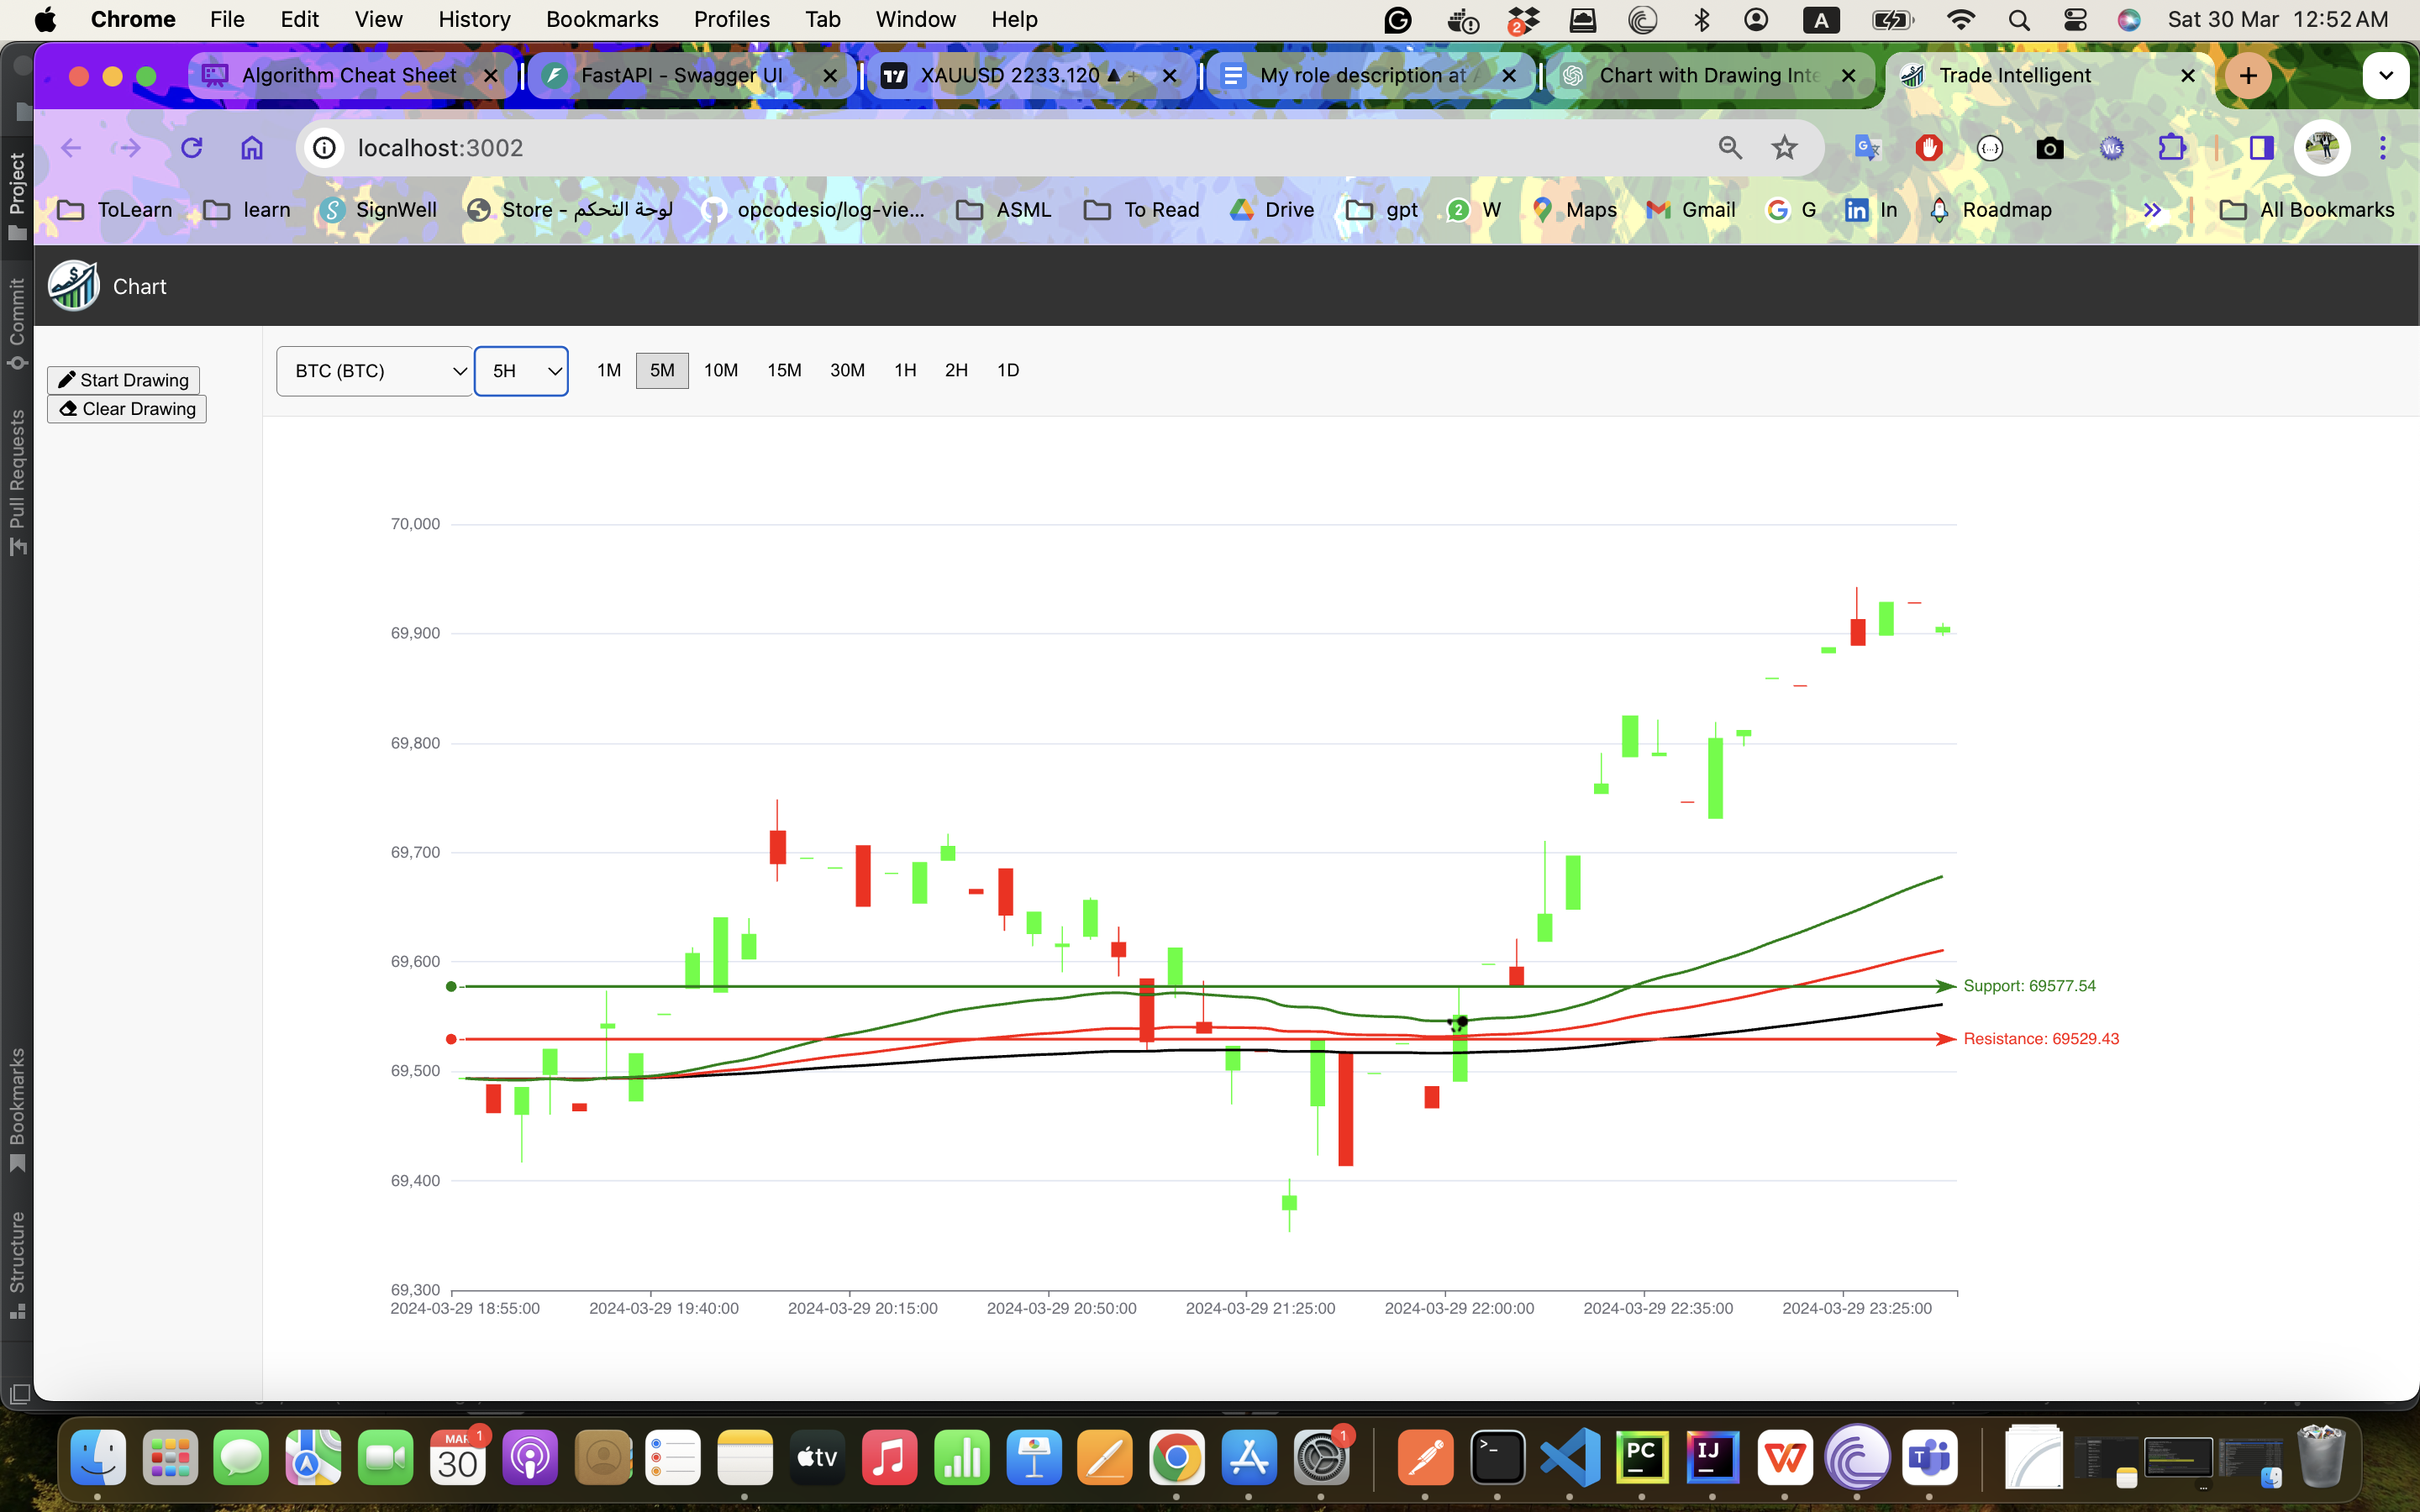 Chrome File Edit View History Bookmarks Profiles Tab Window Help 2 A Sat 30 Mar 12:52 AM
Algorithm Cheat Sheet FastAPI - Swagger UI XAUUSD 2233.120 ▲ + My role description at Chart with Drawing Inte Trade Intelligent
localhost:3002
ToLearn learn SignWell Store - لوحة التحكم opcodesio/log-vie... ASML To Read Drive gpt 2 W Maps Gmail G in In Roadmap All Bookmarks
Project
Commit
Pull Requests
Bookmarks
Structure
Chart
Start Drawing
Clear Drawing
BTC (BTC) 5H 1M 5M 10M 15M 30M 1H 2H 1D
70,000
69,900
69,800
69,700
69,600
Support: 69577.54
Resistance: 69529.43
69,500
69,400
69,300
2024-03-29 18:55:00 2024-03-29 19:40:00 2024-03-29 20:15:00 2024-03-29 20:50:00 2024-03-29 21:25:00 2024-03-29 22:00:00 2024-03-29 22:35:00 2024-03-29 23:25:00
MAR 1
30
tv
1
PC
IJ